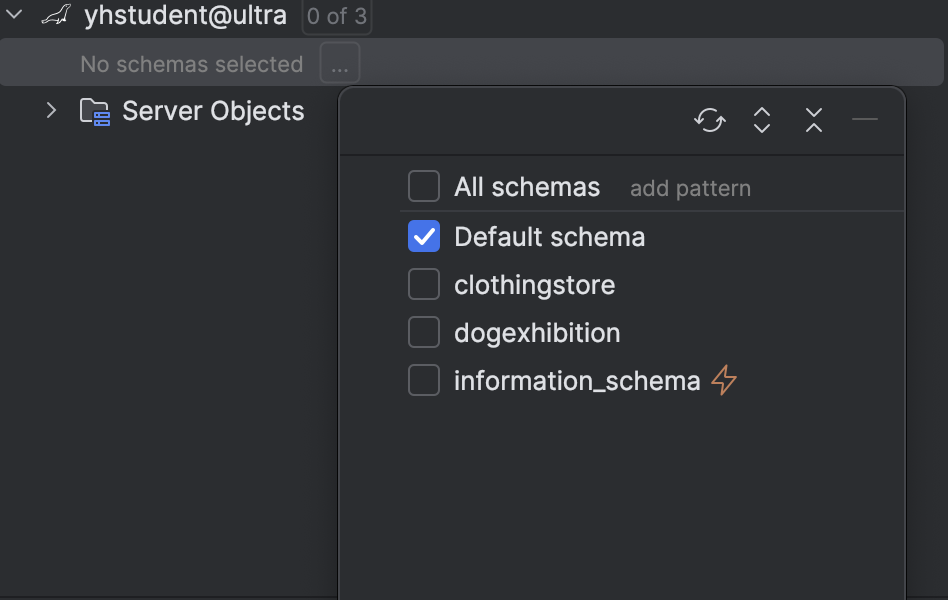 yhstudent@ultra 0 of 3
No schemas selected ...
Server Objects
All schemas add pattern
Default schema
clothingstore
dogexhibition
information_schema